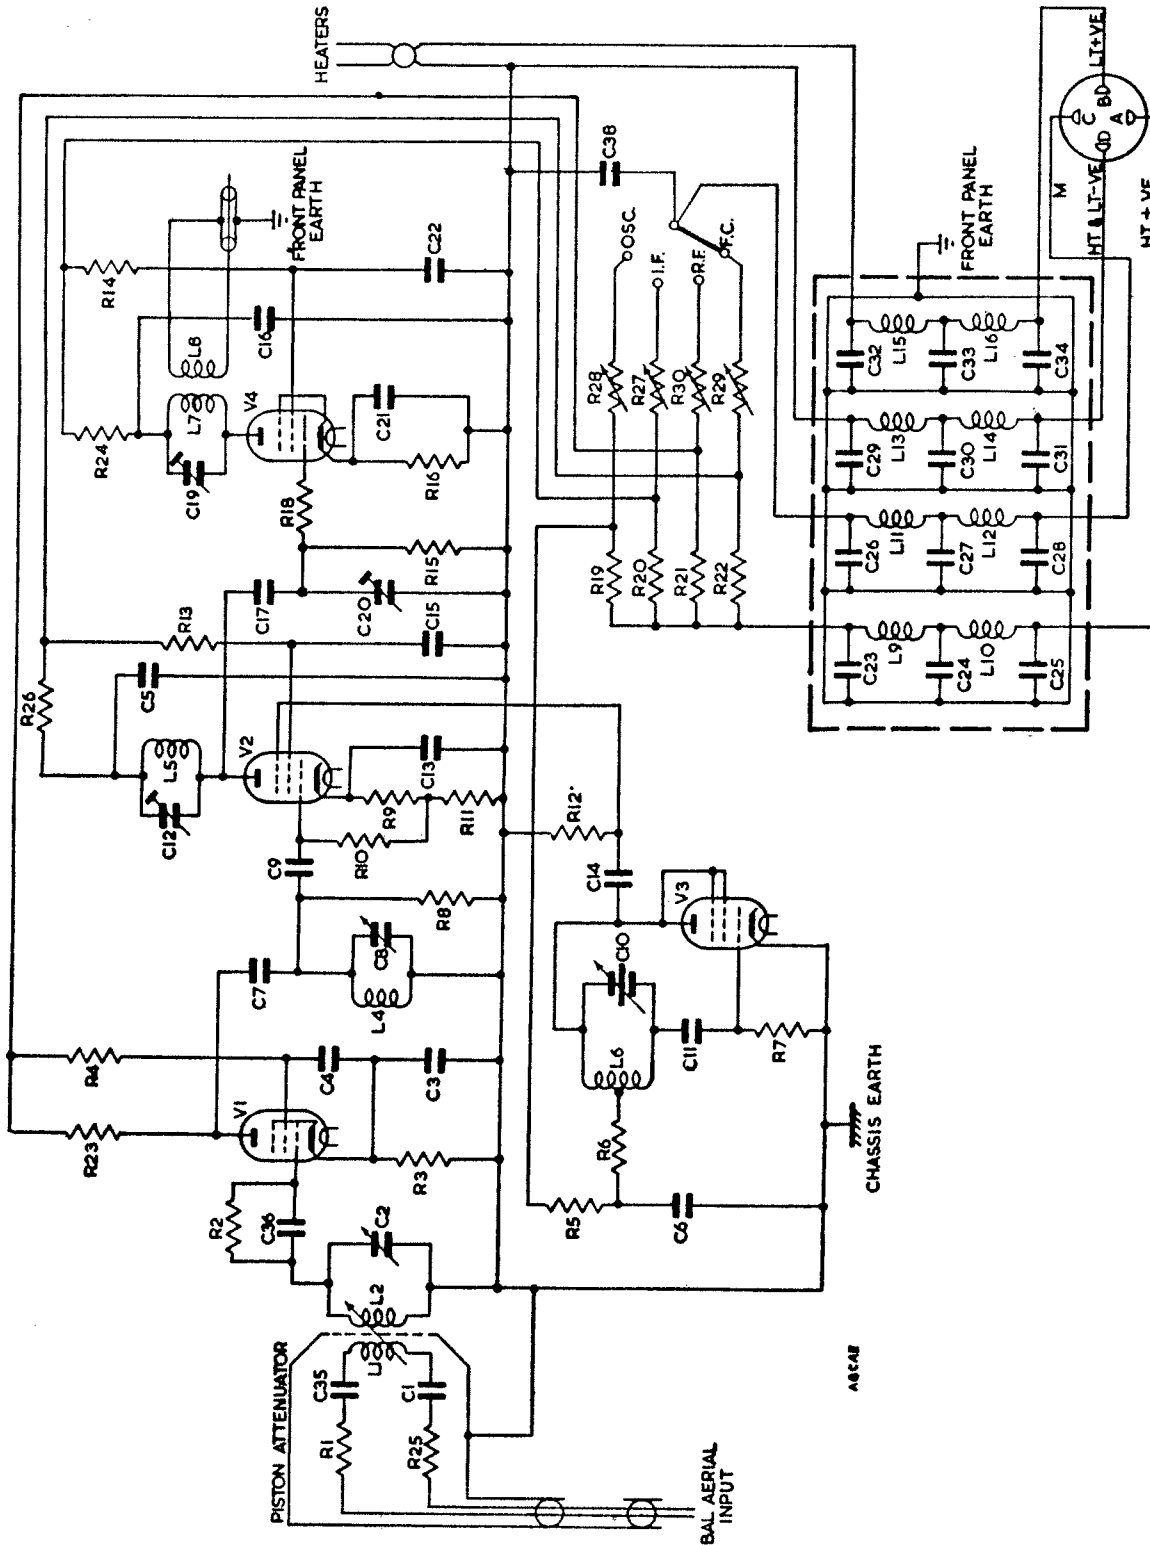 HEATERS
FRONT PANEL
EARTH
R14
C22
C16
L8
L7
V4
R24
C19
C21
R16
R18
R15
C17
C20
C15
R13
R26
C5
L5
C12
V2
C13
R9
R11
R10
C9
R8
C7
C8
L4
R4
R23
V1
C4
C3
R3
R2
C36
C2
L2
L1
PISTON ATTENUATOR
C35
C1
R1
R25
BAL AERIAL
INPUT
C38
OSC.
I.F.
R.F.
F.C.
R28
R27
R30
R29
R19
R20
R21
R22
R12
C14
V3
C10
L6
C11
R7
R6
R5
C6
CHASSIS EARTH
FRONT PANEL
EARTH
C32
L15
C33
L16
C34
C29
L13
C30
L14
C31
C26
L11
C27
L12
C28
C23
L9
C24
L10
C25
LT+VE
B
C
A
D
M
HT & LT-VE
HT + VE